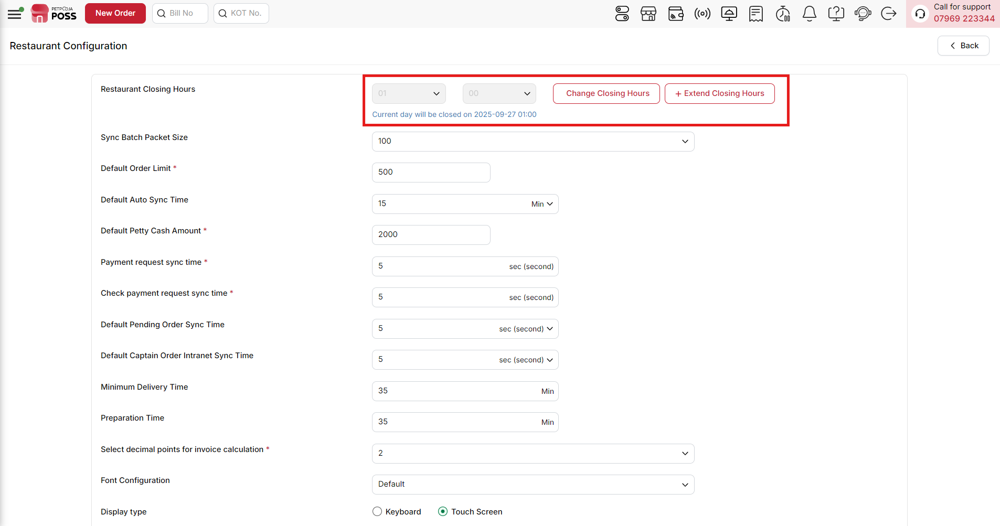 PETPOOJA
POSS
New Order
Bill No
KOT No.
Call for support
07969 223344
Restaurant Configuration
Back
Restaurant Closing Hours
01
00
Change Closing Hours
+ Extend Closing Hours
Current day will be closed on 2025-09-27 01:00
Sync Batch Packet Size
100
Default Order Limit *
500
Default Auto Sync Time
15 Min
Default Petty Cash Amount *
2000
Payment request sync time *
5 sec (second)
Check payment request sync time *
5 sec (second)
Default Pending Order Sync Time
5 sec (second)
Default Captain Order Intranet Sync Time
5 sec (second)
Minimum Delivery Time
35 Min
Preparation Time
35 Min
Select decimal points for invoice calculation *
2
Font Configuration
Default
Display type
Keyboard
Touch Screen